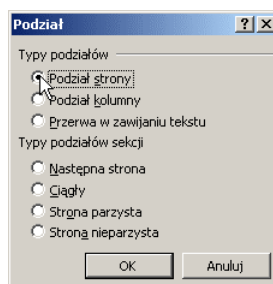 Podział
Typy podziałów
Podział strony
Podział kolumny
Przerwa w zawijaniu tekstu
Typy podziałów sekcji
Następna strona
Ciągły
Strona parzysta
Strona nieparzysta
OK Anuluj